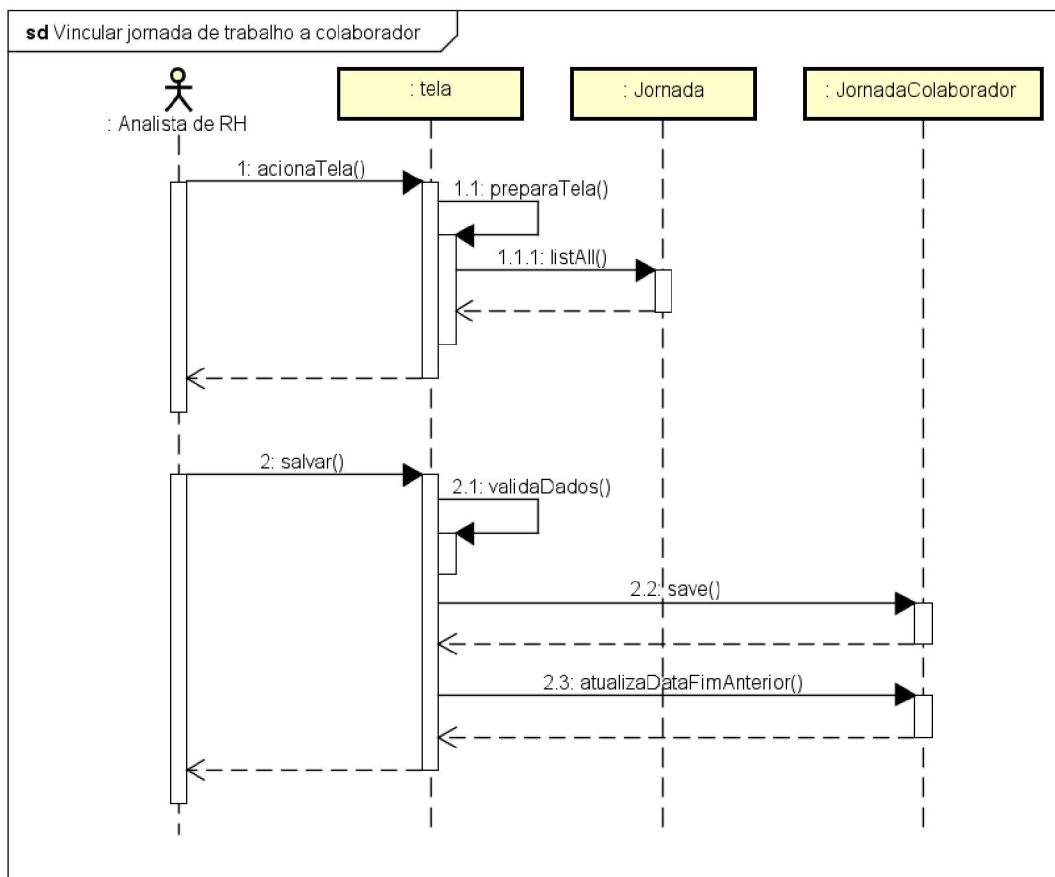 sd Vincular jornada de trabalho a colaborador
: Analista de RH
: tela
: Jornada
: JornadaColaborador
1: acionaTela()
1.1: preparaTela()
1.1.1: listAll()
2: salvar()
2.1: validaDados()
2.2: save()
2.3: atualizaDataFimAnterior()